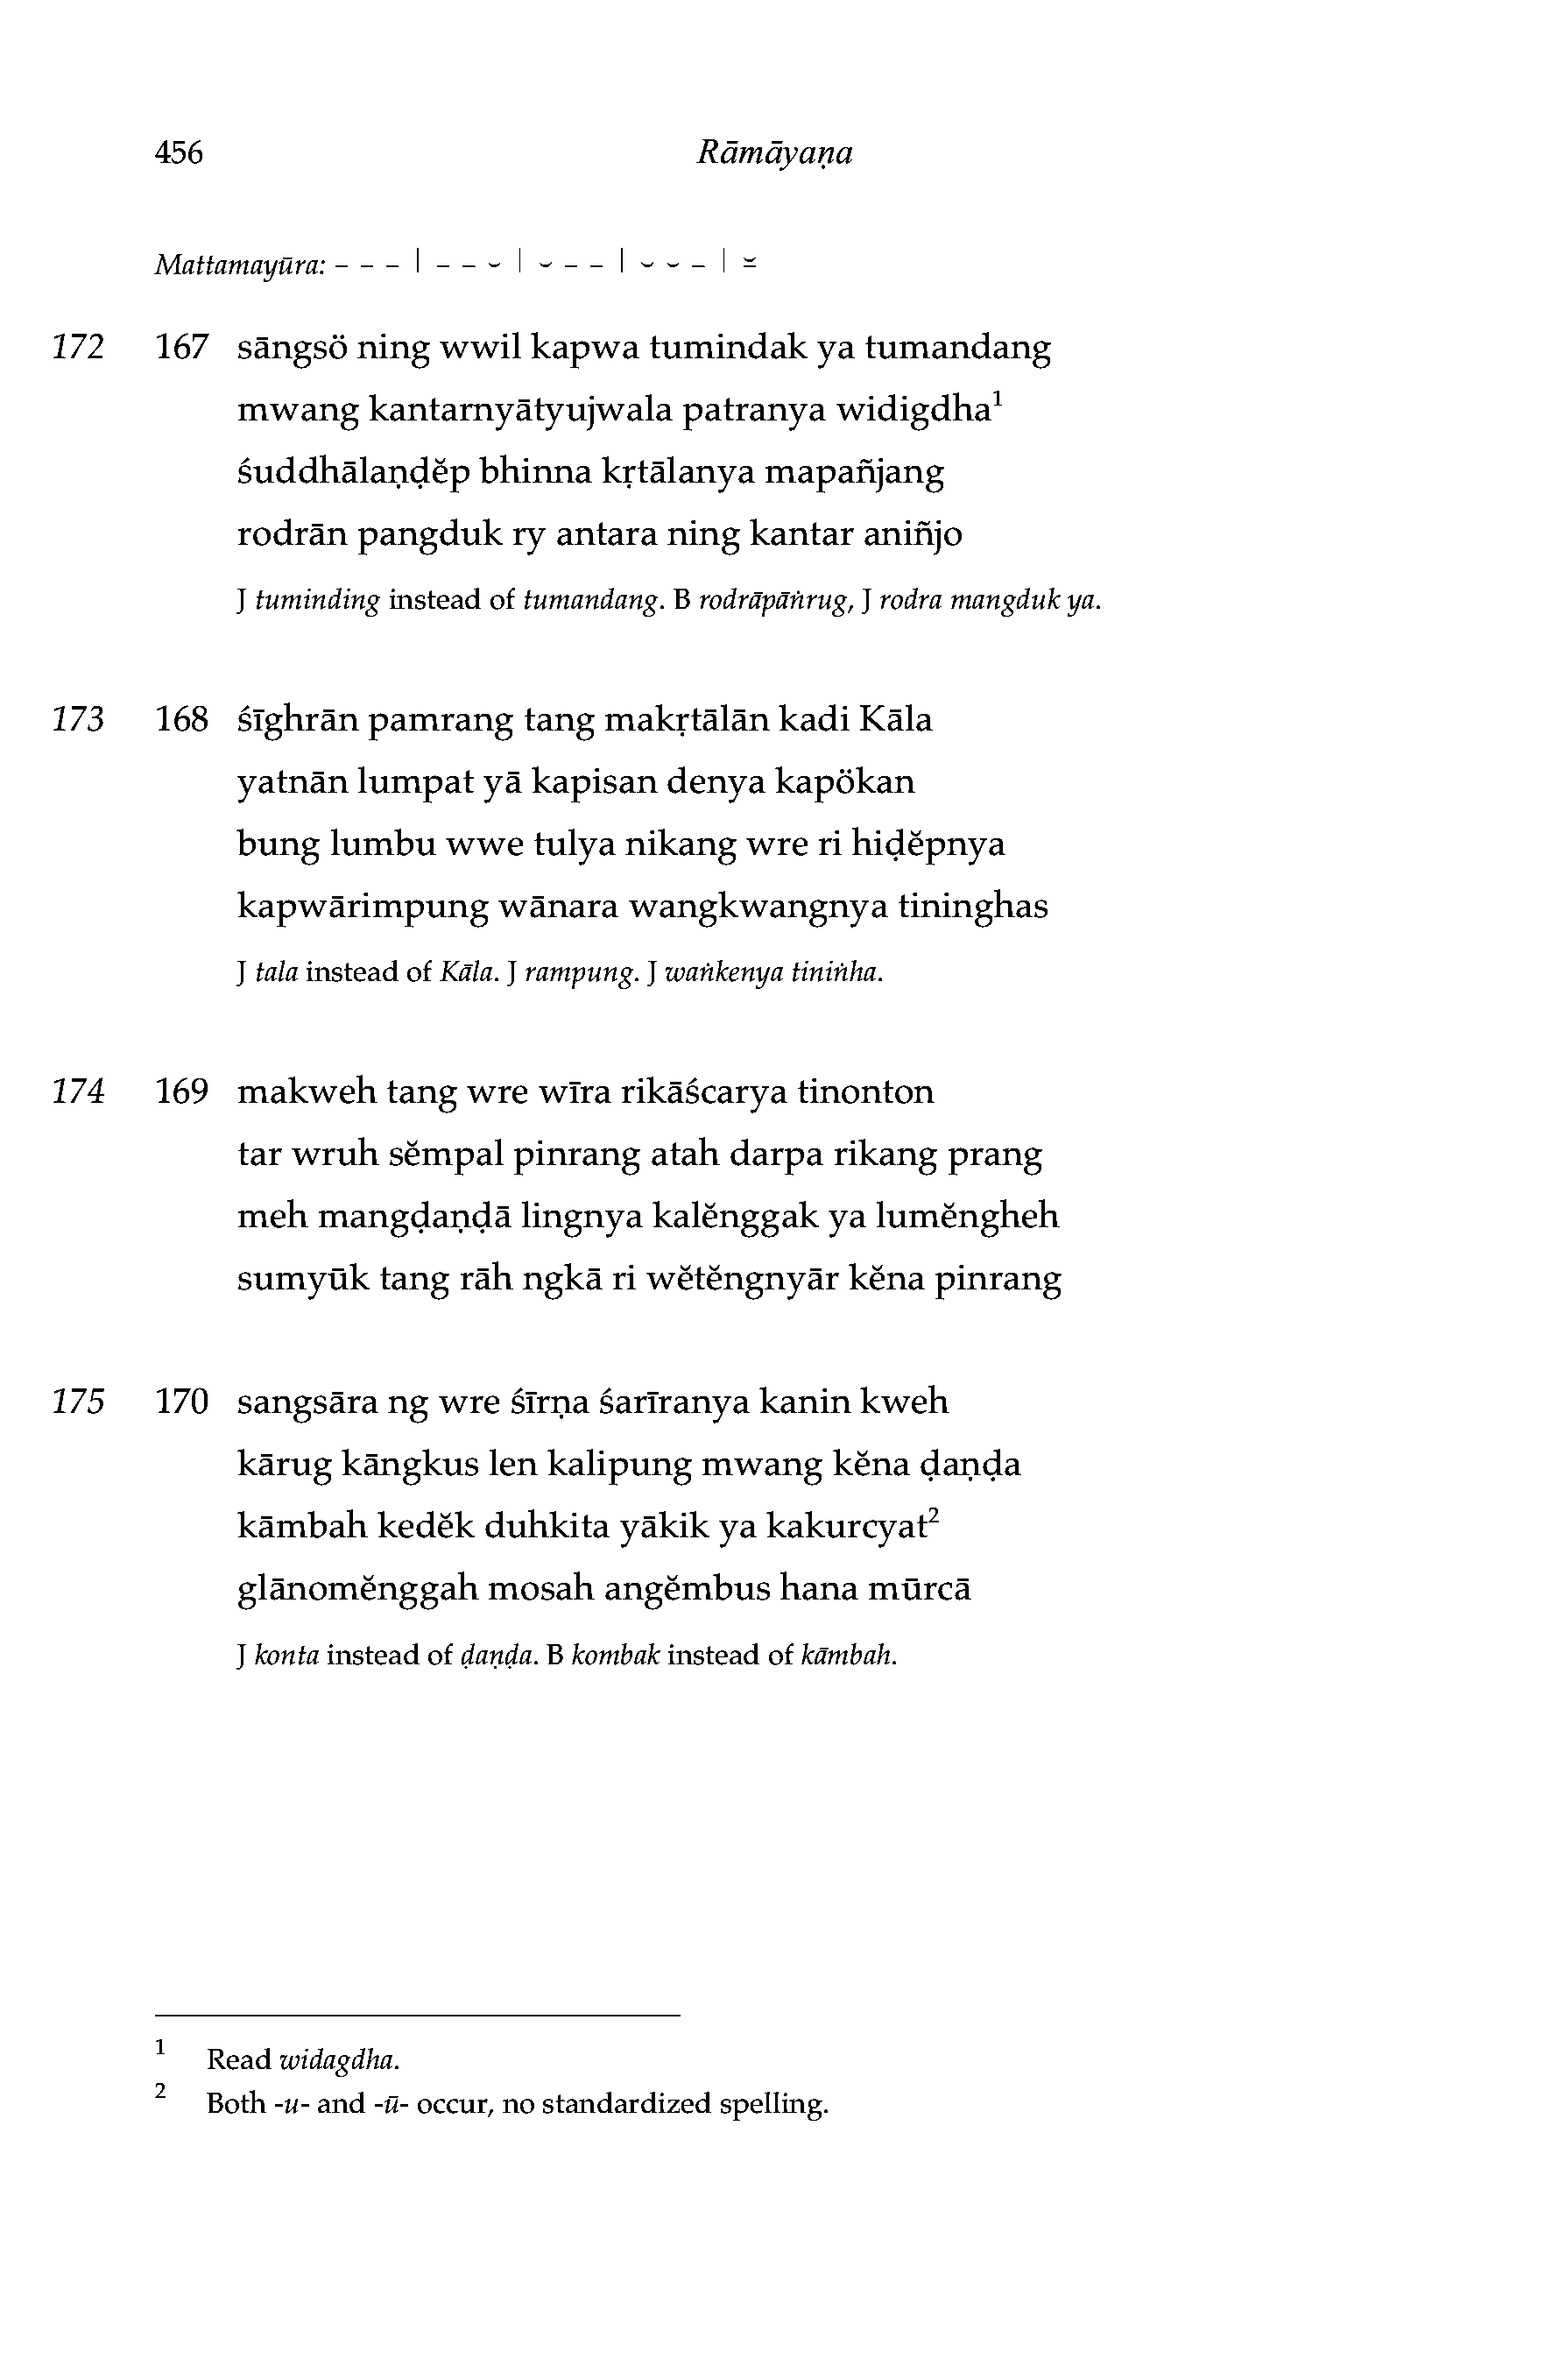 456 Rāmāyaṇa
Mattamayūra: – – – | – – ⏑ | ⏑ – – | ⏑ ⏑ – | ⏓
172 167 sāngsö ning wwil kapwa tumindak ya tumandang
mwang kantarnyātyujwala patranya widigdha¹
śuddhālaṇḍĕp bhinna kṛtālanya mapañjang
rodrān pangduk ry antara ning kantar aniñjo
J tuminding instead of tumandang. B rodrāpāṅrug, J rodra mangduk ya.
173 168 śīghrān pamrang tang makṛtālān kadi Kāla
yatnān lumpat yā kapisan denya kapökan
bung lumbu wwe tulya nikang wre ri hiḍĕpnya
kapwārimpung wānara wangkwangnya tininghas
J tala instead of Kāla. J rampung. J waṅkenya tiniṅha.
174 169 makweh tang wre wīra rikāścarya tinonton
tar wruh sĕmpal pinrang atah darpa rikang prang
meh mangḍaṇḍā lingnya kalĕnggak ya lumĕngheh
sumyūk tang rāh ngkā ri wĕtĕngnyār kĕna pinrang
175 170 sangsāra ng wre śīrṇa śarīranya kanin kweh
kārug kāngkus len kalipung mwang kĕna ḍaṇḍa
kāmbah kedĕk duhkita yākik ya kakurcyat²
glānomĕnggah mosah angĕmbus hana mūrcā
J konta instead of ḍaṇḍa. B kombak instead of kāmbah.
1 Read widagdha.
2 Both -u- and -ū- occur, no standardized spelling.